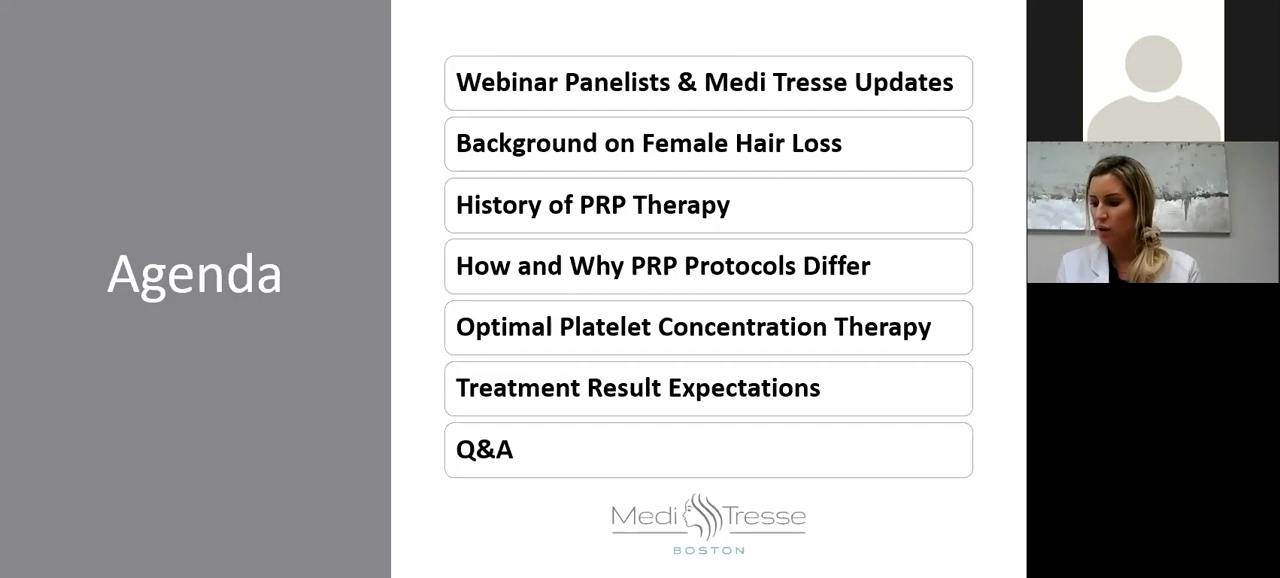 Agenda
Webinar Panelists & Medi Tresse Updates
Background on Female Hair Loss
History of PRP Therapy
How and Why PRP Protocols Differ
Optimal Platelet Concentration Therapy
Treatment Result Expectations
Q&A
Medi Tresse
BOSTON